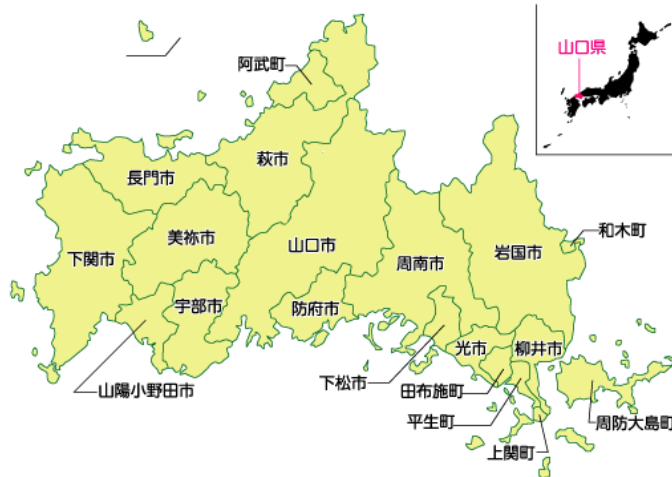 山口県
阿武町
萩市
長門市
美祢市
下関市
山口市
周南市
岩国市
和木町
宇部市
防府市
光市
柳井市
山陽小野田市
下松市
田布施町
平生町
上関町
周防大島町